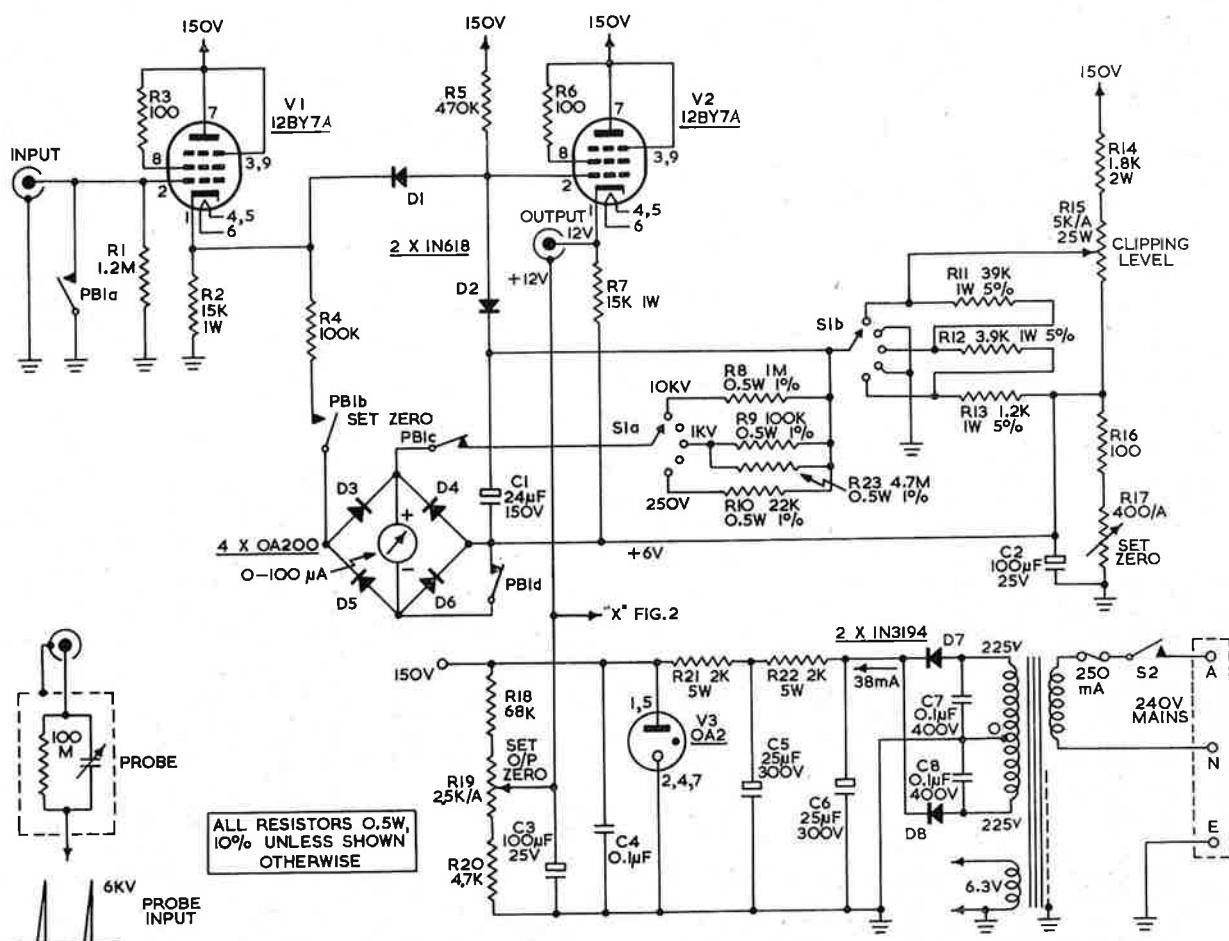 150V
150V
150V
150V
R3
100
V1
12BY7A
7
8
3,9
2
1
4,5
6
INPUT
PB1a
R1
1.2M
R2
15K
1W
R4
100K
D1
2 X IN618
D2
R5
470K
R6
100
V2
12BY7A
7
8
3,9
2
1
4,5
6
OUTPUT
12V
+12V
R7
15K 1W
R14
1.8K
2W
R15
5K/A
25W
CLIPPING
LEVEL
S1b
R11 39K
1W 5%
R12 3.9K 1W 5%
R13 1.2K
1W 5%
R16
100
R17
400/A
SET
ZERO
PB1b
SET ZERO
PB1c
S1a
10KV
R8 1M
0.5W 1%
1KV
R9 100K
0.5W 1%
R23 4.7M
0.5W 1%
250V
R10 22K
0.5W 1%
C1
24µF
150V
D3
D4
D5
D6
+
−
4 X OA200
0-100 µA
PB1d
+6V
C2
100µF
25V
"X" FIG.2
150V
R18
68K
SET
O/P
ZERO
R19
2,5K/A
R20
4,7K
C3
100µF
25V
C4
0.1µF
1,5
V3
OA2
2,4,7
R21 2K
5W
R22 2K
5W
C5
25µF
300V
C6
25µF
300V
2 X IN3194
D7
38mA
D8
C7
0.1µF
400V
C8
0.1µF
400V
225V
O
225V
6.3V
250
mA
S2
240V
MAINS
A
N
E
100
M
PROBE
ALL RESISTORS 0.5W,
10% UNLESS SHOWN
OTHERWISE
6KV
PROBE
INPUT